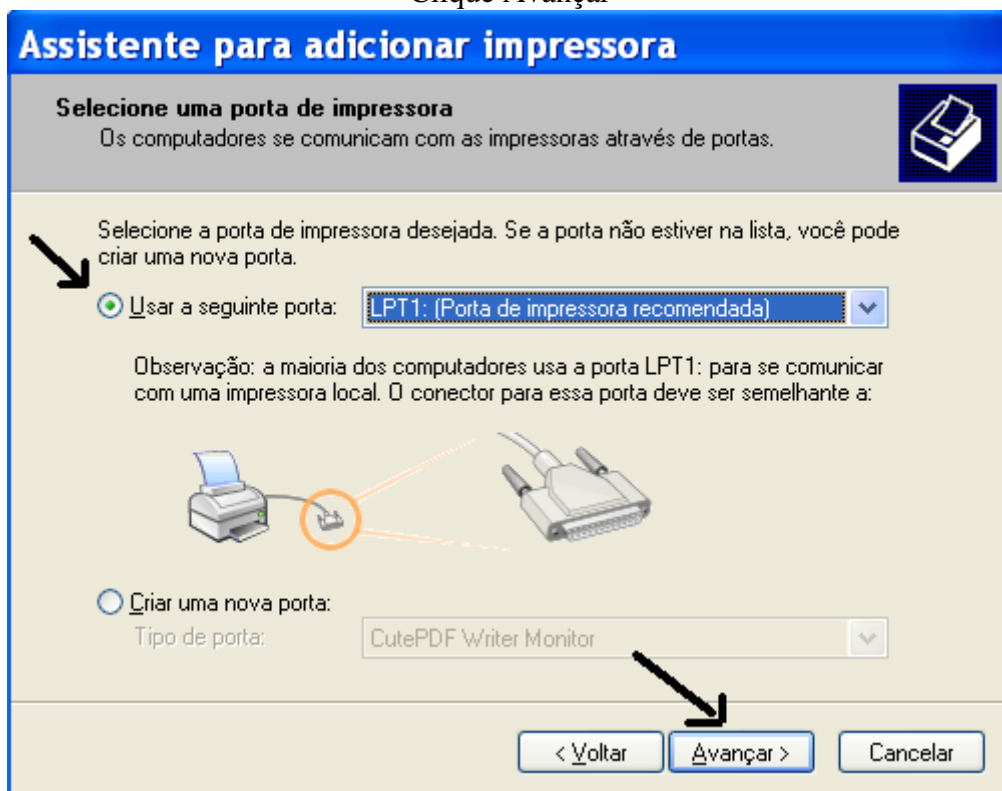 Clique Avançar
Assistente para adicionar impressora
Selecione uma porta de impressora
Os computadores se comunicam com as impressoras através de portas.
Selecione a porta de impressora desejada. Se a porta não estiver na lista, você pode
criar uma nova porta.
Usar a seguinte porta: LPT1: (Porta de impressora recomendada)
Observação: a maioria dos computadores usa a porta LPT1: para se comunicar
com uma impressora local. O conector para essa porta deve ser semelhante a:
Criar uma nova porta:
Tipo de porta: CutePDF Writer Monitor
< Voltar Avançar > Cancelar